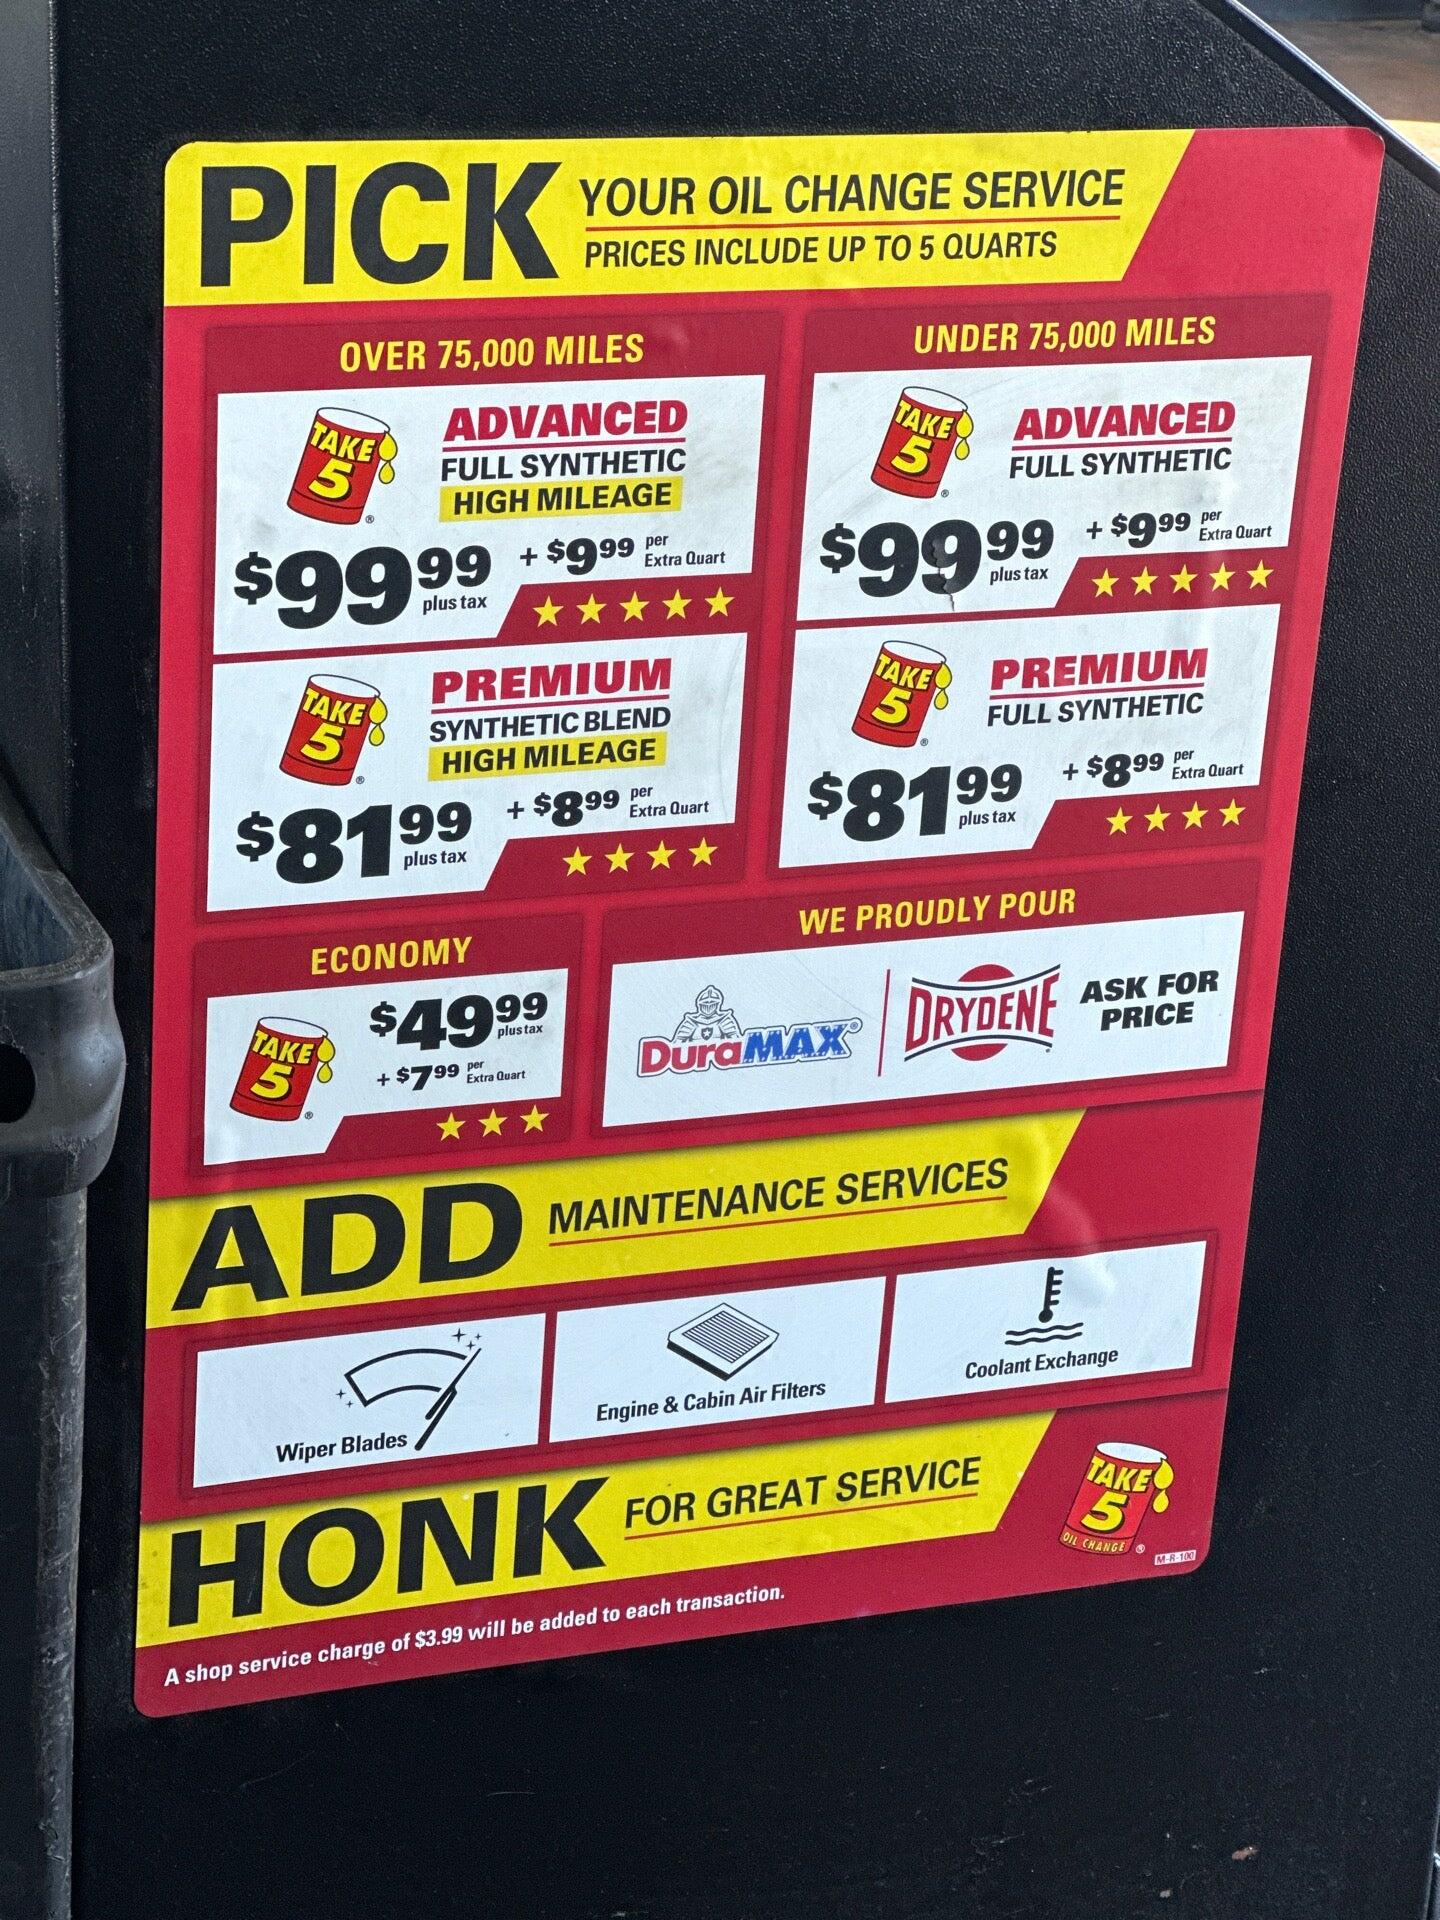 PICK YOUR OIL CHANGE SERVICE
PRICES INCLUDE UP TO 5 QUARTS
OVER 75,000 MILES
TAKE
5
®
ADVANCED
FULL SYNTHETIC
HIGH MILEAGE
$99 99 plus tax
+ $9 99 per Extra Quart
TAKE
5
®
PREMIUM
SYNTHETIC BLEND
HIGH MILEAGE
$81 99 plus tax
+ $8 99 per Extra Quart
UNDER 75,000 MILES
TAKE
5
®
ADVANCED
FULL SYNTHETIC
$99 99 plus tax
+ $9 99 per Extra Quart
TAKE
5
®
PREMIUM
FULL SYNTHETIC
$81 99 plus tax
+ $8 99 per Extra Quart
ECONOMY
TAKE
5
®
$49 99 plus tax
+ $7 99 per Extra Quart
WE PROUDLY POUR
DuraMAX®
DRYDENE
ASK FOR
PRICE
ADD MAINTENANCE SERVICES
Wiper Blades
Engine & Cabin Air Filters
Coolant Exchange
HONK FOR GREAT SERVICE
TAKE
5
OIL CHANGE ®
M-R-100
A shop service charge of $3.99 will be added to each transaction.